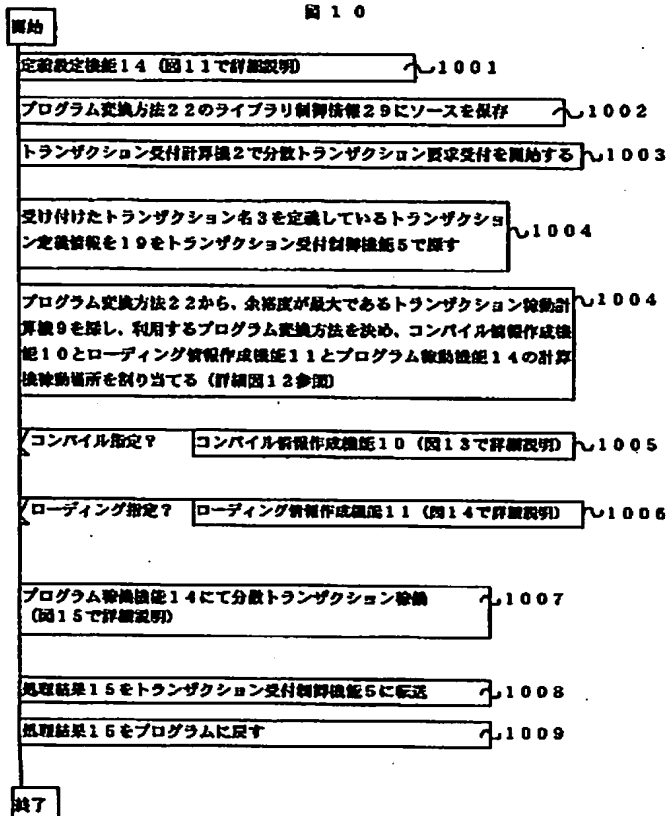 図10
開始
定義設定機能14（図11で詳細説明） 1001
プログラム変換方法22のライブラリ制御情報29にソースを保存 1002
トランザクション受付計算機2で分散トランザクション要求受付を開始する 1003
受け付けたトランザクション名3を定義しているトランザクショ
ン定義情報を19をトランザクション受付制御機能5で探す 1004
プログラム変換方法22から、余裕度が最大であるトランザクション稼動計 1004
算機9を探し、利用するプログラム変換方法を決め、コンパイル情報作成機
能10とローディング情報作成機能11とプログラム稼動機能14の計算
機稼動場所を割り当てる（詳細図12参照）
コンパイル指定？ コンパイル情報作成機能10（図13で詳細説明） 1005
ローディング指定？ ローディング情報作成機能11（図14で詳細説明） 1006
プログラム稼働機能14にて分散トランザクション稼働 1007
（図15で詳細説明）
処理結果15をトランザクション受付制御機能5に転送 1008
処理結果15をプログラムに戻す 1009
終了